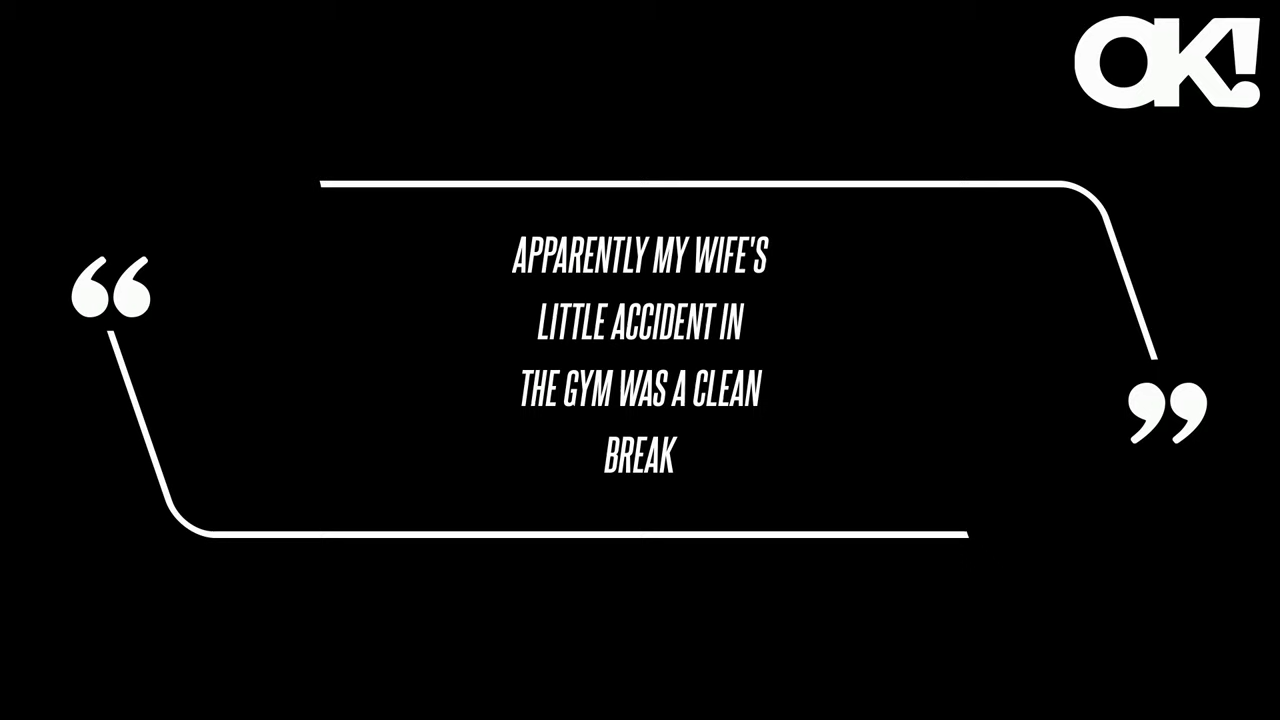 OK!
“
APPARENTLY MY WIFE'S
LITTLE ACCIDENT IN
THE GYM WAS A CLEAN
BREAK
”